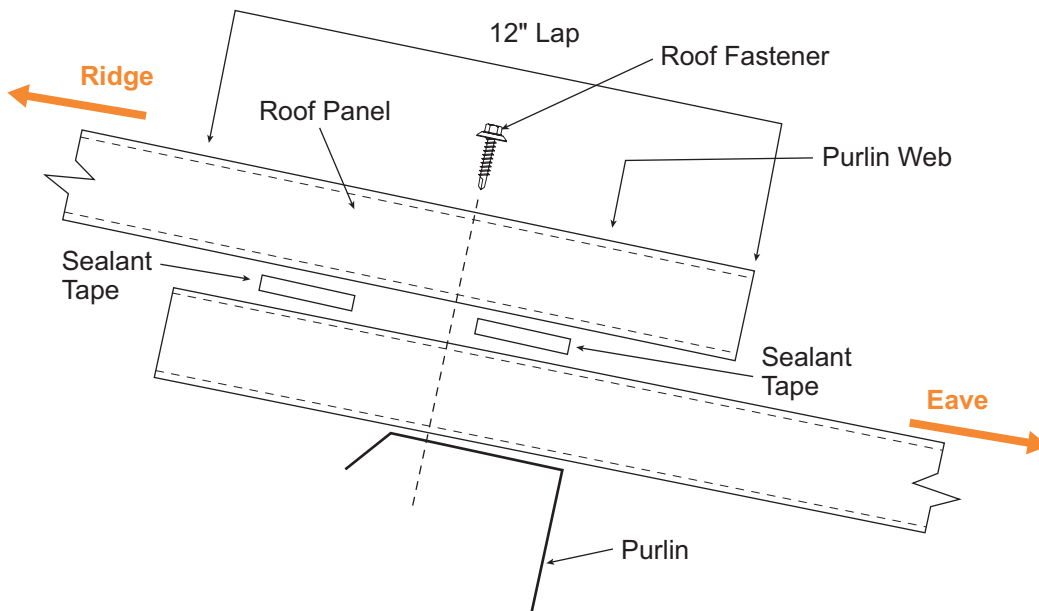 12" Lap
Roof Fastener
Ridge
Roof Panel
Purlin Web
Sealant
Tape
Sealant
Tape
Eave
Purlin